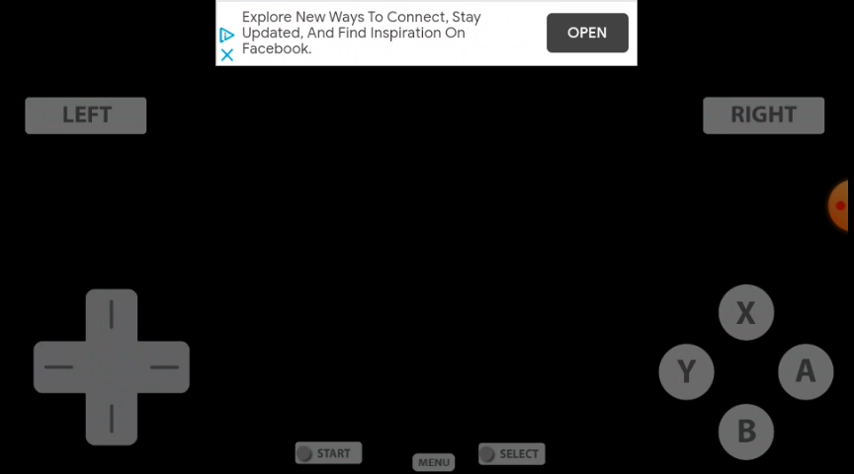 Explore New Ways To Connect, Stay
Updated, And Find Inspiration On
Facebook.
OPEN
LEFT
RIGHT
X
Y
A
B
START
MENU
SELECT